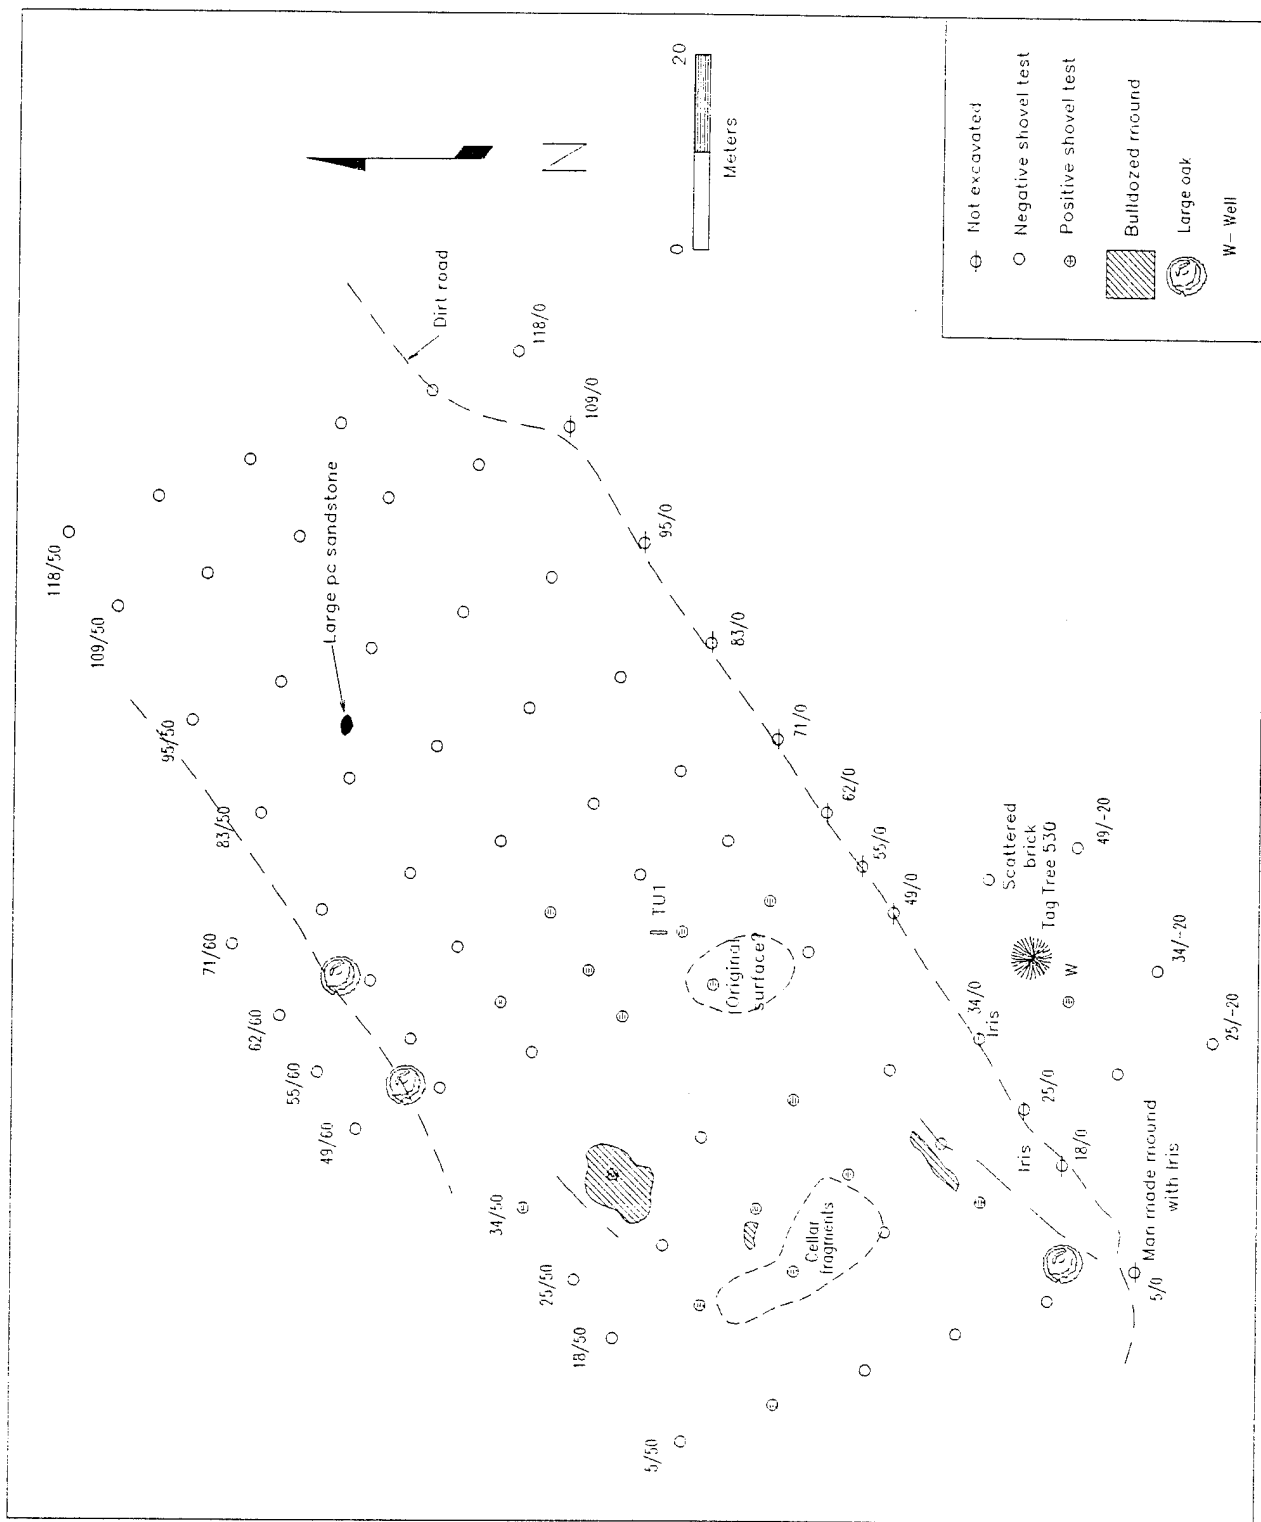 118/50
109/50
95/50
83/50
71/60
62/60
55/60
49/60
34/50
25/50
18/50
5/50
Large pc sandstone
Dirt road
N
0
20
Meters
118/0
109/0
95/0
83/0
71/0
62/0
55/0
49/0
34/0
Iris
25/0
Iris
18/0
5/0
Man made mound
with Iris
TU1
Original
surface?
Cellar
fragments
Scattered
brick
Tag Tree 530
W
49/-20
34/-20
25/-20
Not excavated
Negative shovel test
Positive shovel test
Bulldozed mound
Large oak
W- Well